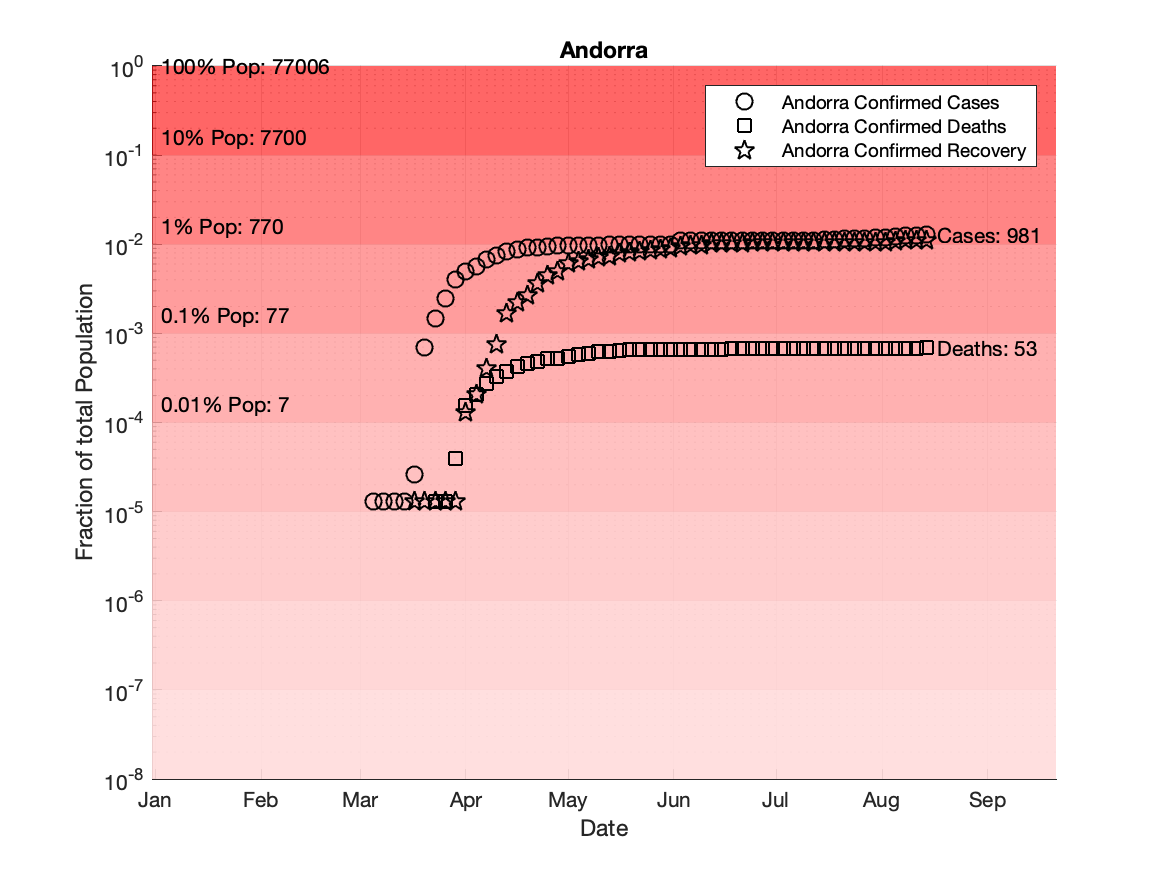 Andorra
10^0
100% Pop: 77006
Andorra Confirmed Cases
Andorra Confirmed Deaths
Andorra Confirmed Recovery
10% Pop: 7700
10^-1
1% Pop: 770
10^-2
Cases: 981
0.1% Pop: 77
10^-3
Deaths: 53
0.01% Pop: 7
10^-4
10^-5
10^-6
10^-7
10^-8
Fraction of total Population
Jan Feb Mar Apr May Jun Jul Aug Sep
Date